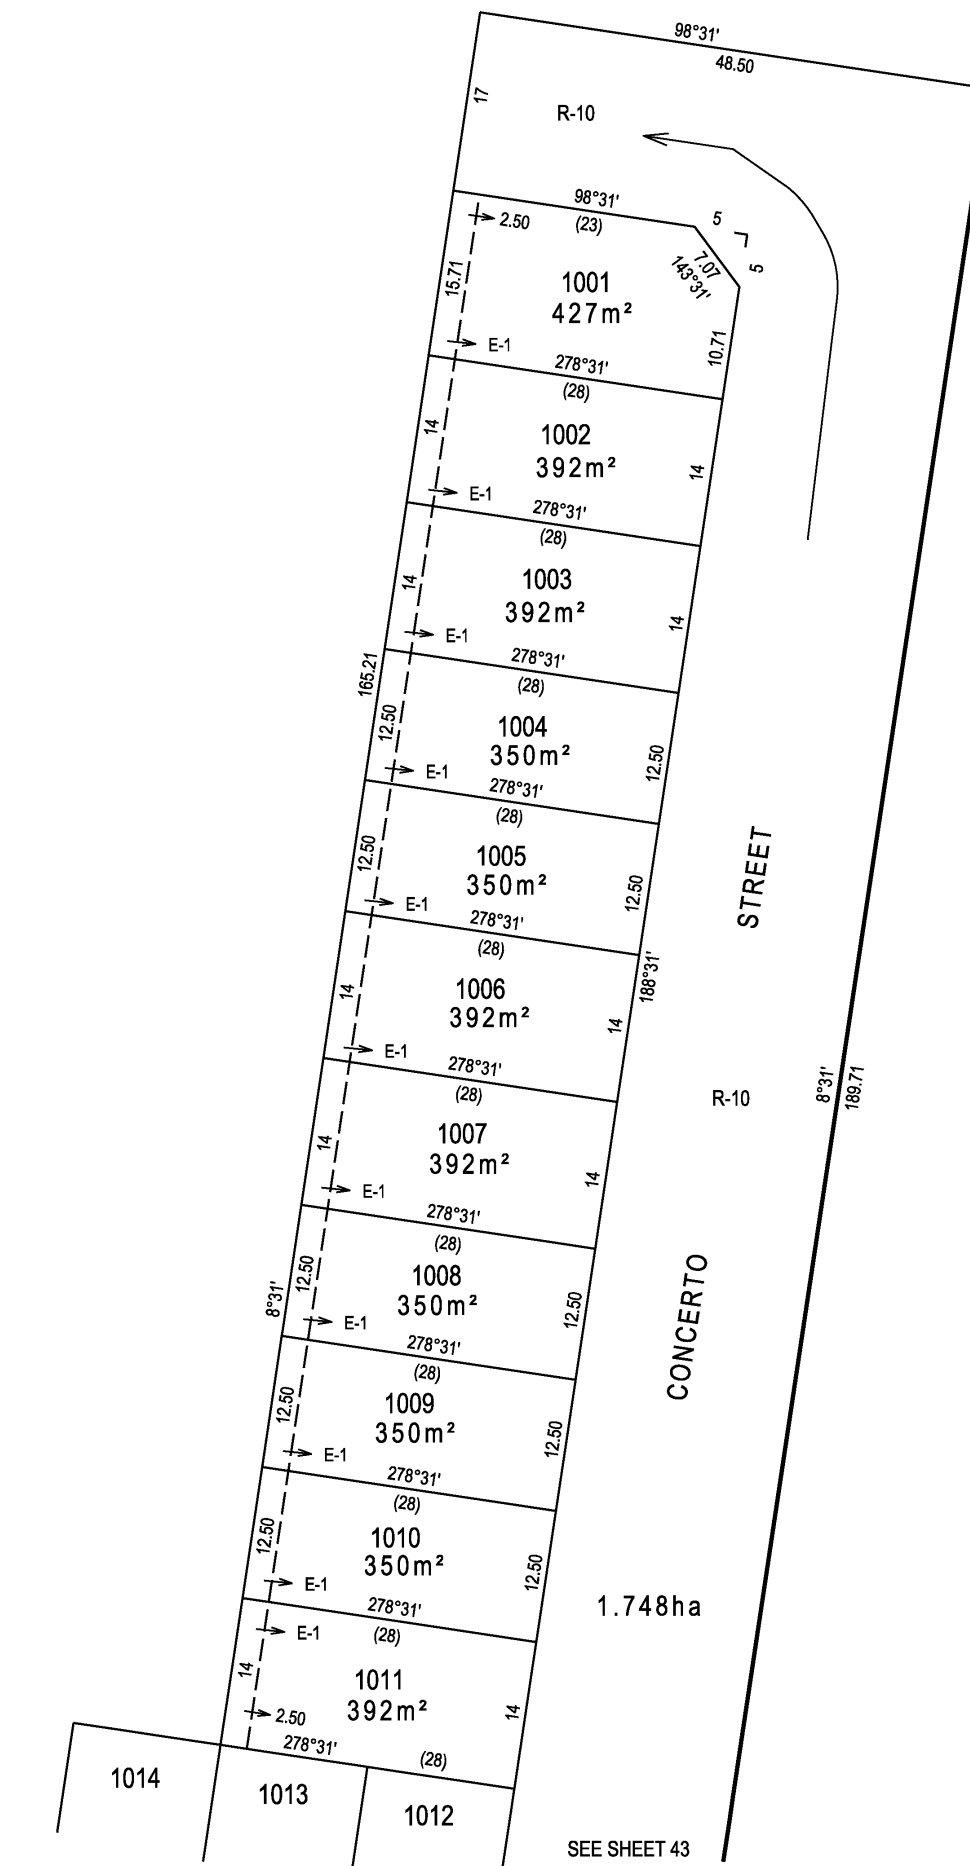 98°31'
48.50
17
R-10
98°31'
(23)
2.50
5
5
7.07
143°31'
15.71
1001
427m²
10.71
E-1
278°31'
(28)
14
1002
392m²
14
E-1
278°31'
(28)
14
1003
392m²
14
E-1
278°31'
(28)
165.21
12.50
1004
350m²
12.50
E-1
278°31'
(28)
12.50
1005
350m²
12.50
E-1
278°31'
(28)
STREET
188°31'
14
1006
392m²
14
E-1
278°31'
(28)
R-10
8°31'
189.71
14
1007
392m²
14
E-1
278°31'
(28)
8°31'
12.50
1008
350m²
12.50
E-1
278°31'
(28)
CONCERTO
12.50
1009
350m²
12.50
E-1
278°31'
(28)
12.50
1010
350m²
12.50
E-1
278°31'
(28)
1.748ha
E-1
14
1011
392m²
14
2.50
278°31'
(28)
1014
1013
1012
SEE SHEET 43